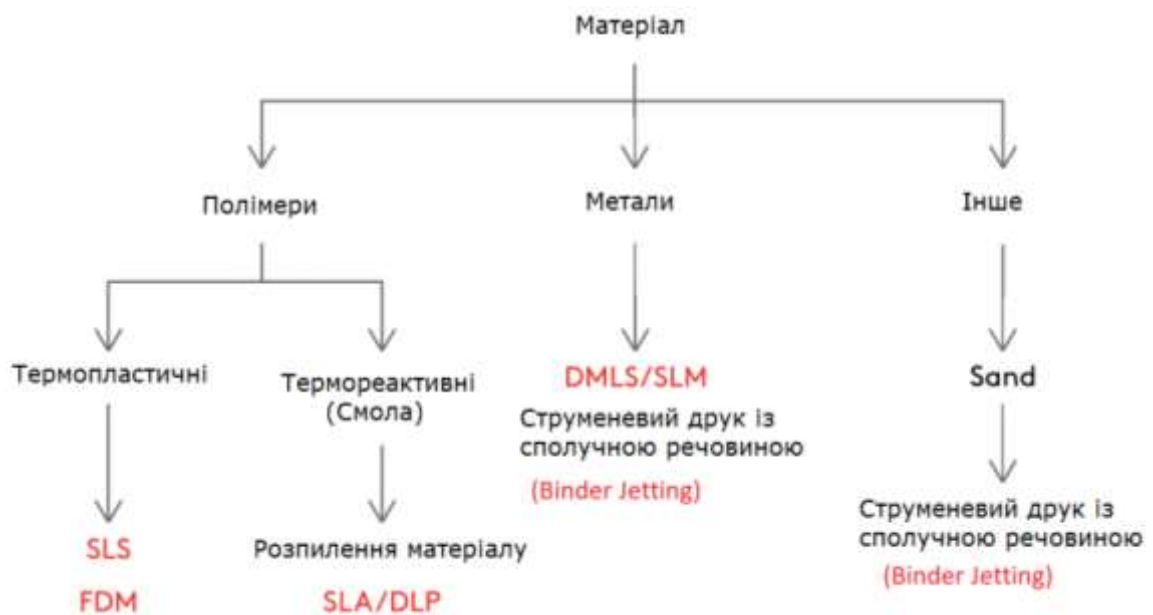 Матеріал
Полімери
Метали
Інше
Термопластичні
Термореактивні
(Смола)
DMLS/SLM
Струменевий друк із
сполучною речовиною
(Binder Jetting)
Sand
SLS
FDM
Розпилення матеріалу
SLA/DLP
Струменевий друк із
сполучною речовиною
(Binder Jetting)